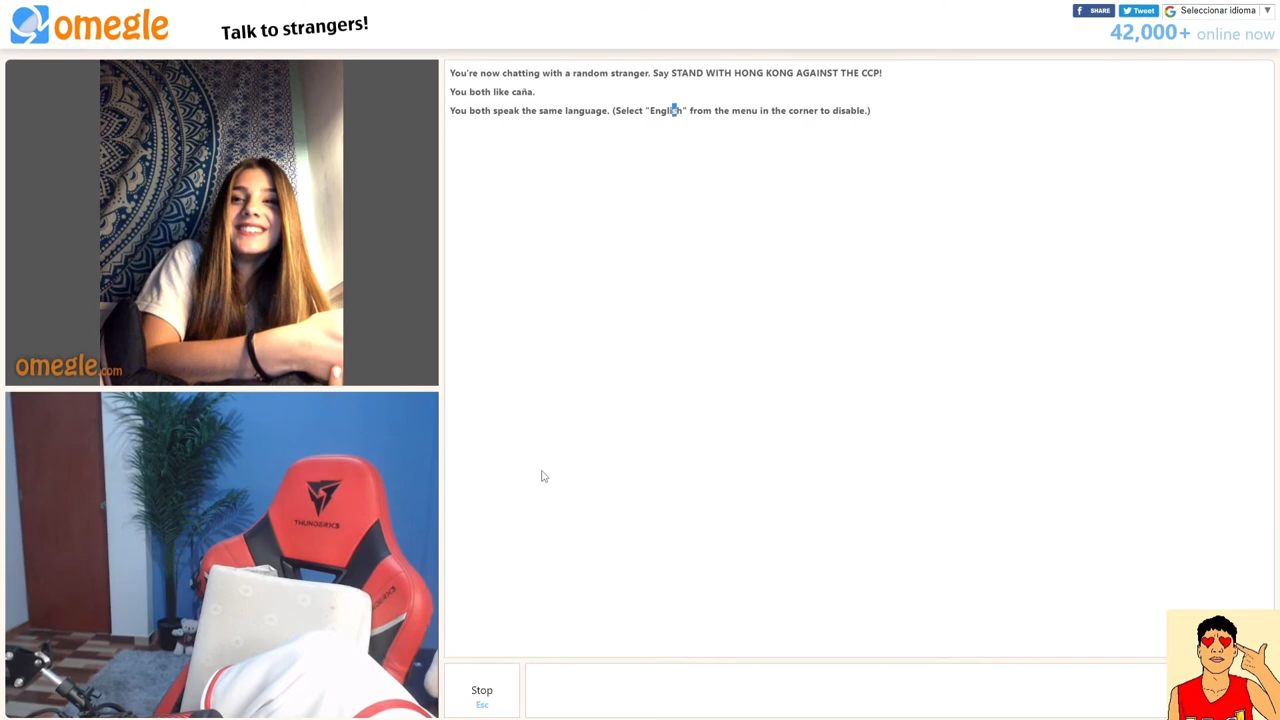 omegle
Talk to strangers!
SHARE
Tweet
Seleccionar idioma
42,000+ online now
You're now chatting with a random stranger. Say STAND WITH HONG KONG AGAINST THE CCP!
You both like caña.
You both speak the same language. (Select "English" from the menu in the corner to disable.)
omegle.com
THUNDERX3
Stop
Esc